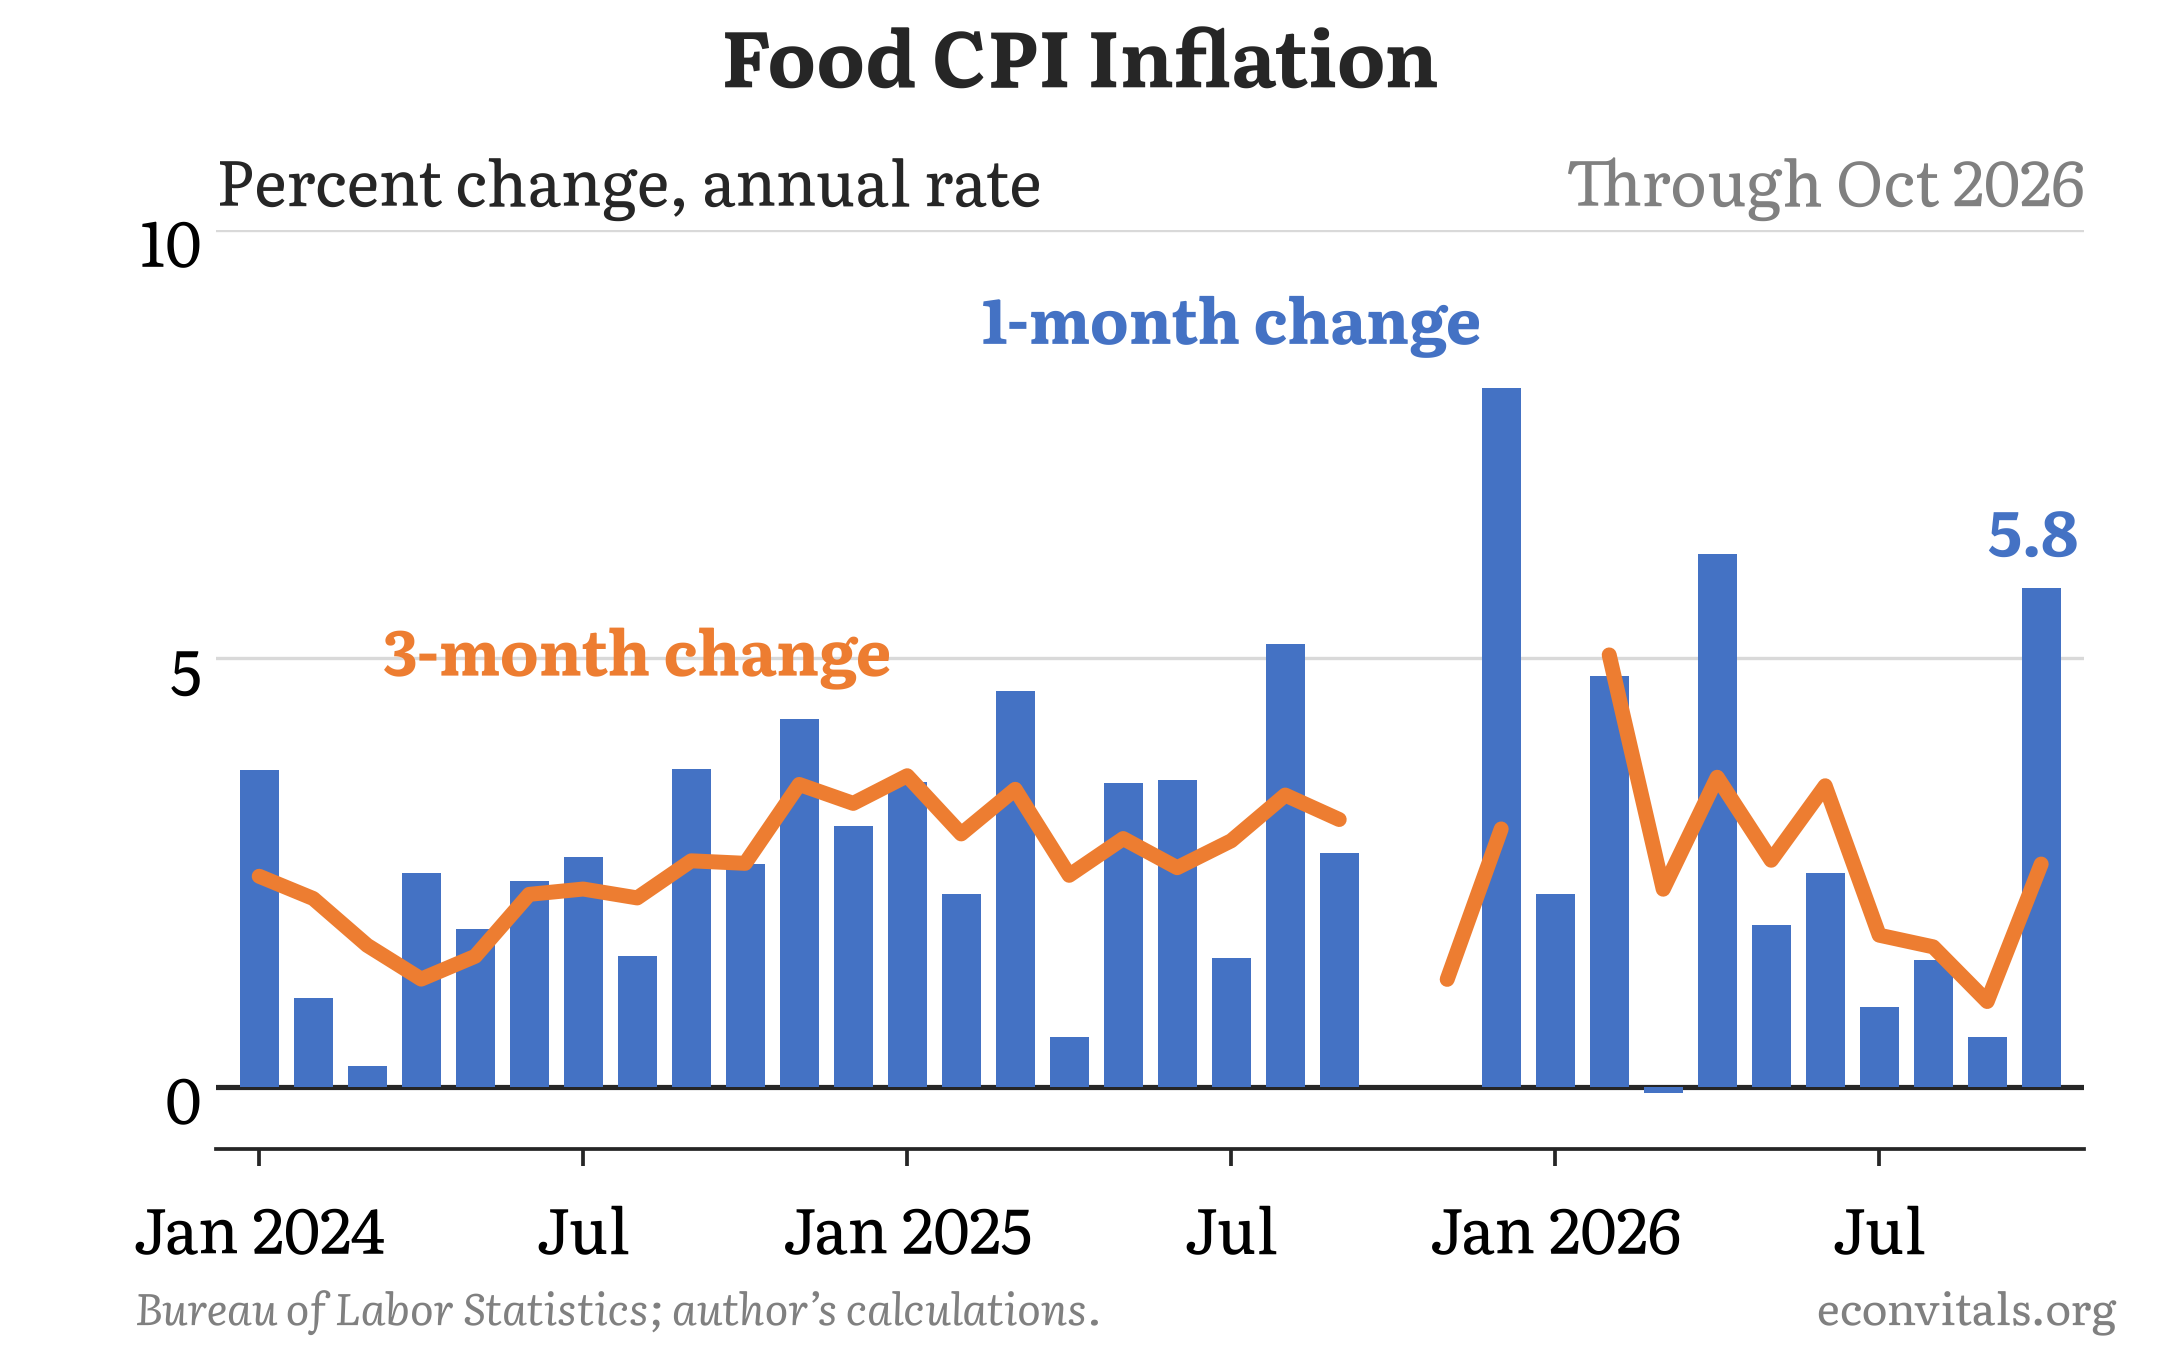 Food CPI Inflation
Percent change, annual rate
Through Oct 2026
10
1-month change
5.8
3-month change
5
0
Jan 2024
Jul
Jan 2025
Jul
Jan 2026
Jul
Bureau of Labor Statistics; author’s calculations.
econvitals.org